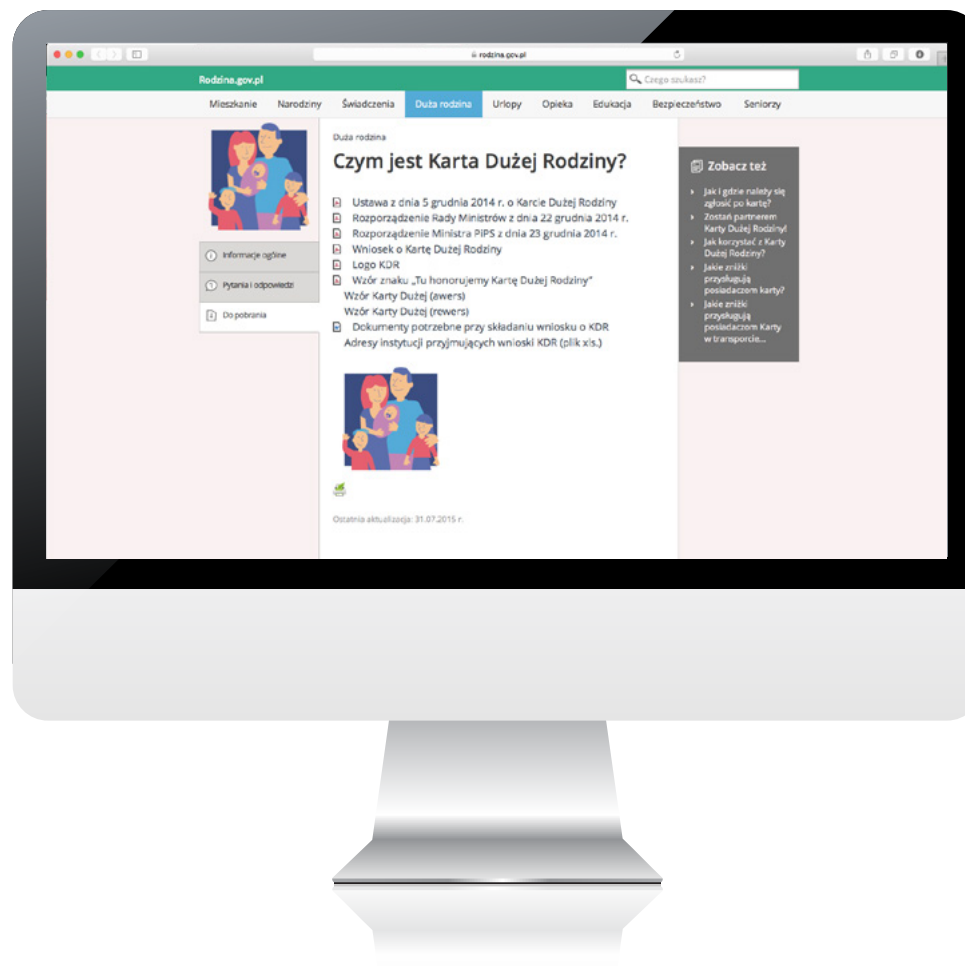 rodzina.gov.pl
Rodzina.gov.pl
Czego szukasz?
Mieszkanie Narodziny Świadczenia Duża rodzina Urlopy Opieka Edukacja Bezpieczeństwo Seniorzy
Duża rodzina
Czym jest Karta Dużej Rodziny?
Ustawa z dnia 5 grudnia 2014 r. o Karcie Dużej Rodziny
Rozporządzenie Rady Ministrów z dnia 22 grudnia 2014 r.
Rozporządzenie Ministra PiPS z dnia 23 grudnia 2014 r.
Wniosek o Kartę Dużej Rodziny
Logo KDR
Wzór znaku „Tu honorujemy Kartę Dużej Rodziny”
Wzór Karty Dużej (awers)
Wzór Karty Dużej (rewers)
Dokumenty potrzebne przy składaniu wniosku o KDR
Adresy instytucji przyjmujących wnioski KDR (plik xls.)
Ostatnia aktualizacja: 31.07.2015 r.
Informacje ogólne
Pytania i odpowiedzi
Do pobrania
Zobacz też
Jak i gdzie należy się
zgłosić po kartę?
Zostań partnerem
Karty Dużej Rodziny!
Jak korzystać z Karty
Dużej Rodziny?
Jakie zniżki
przysługują
posiadaczom karty?
Jakie zniżki
przysługują
posiadaczom Karty
w transporcie...